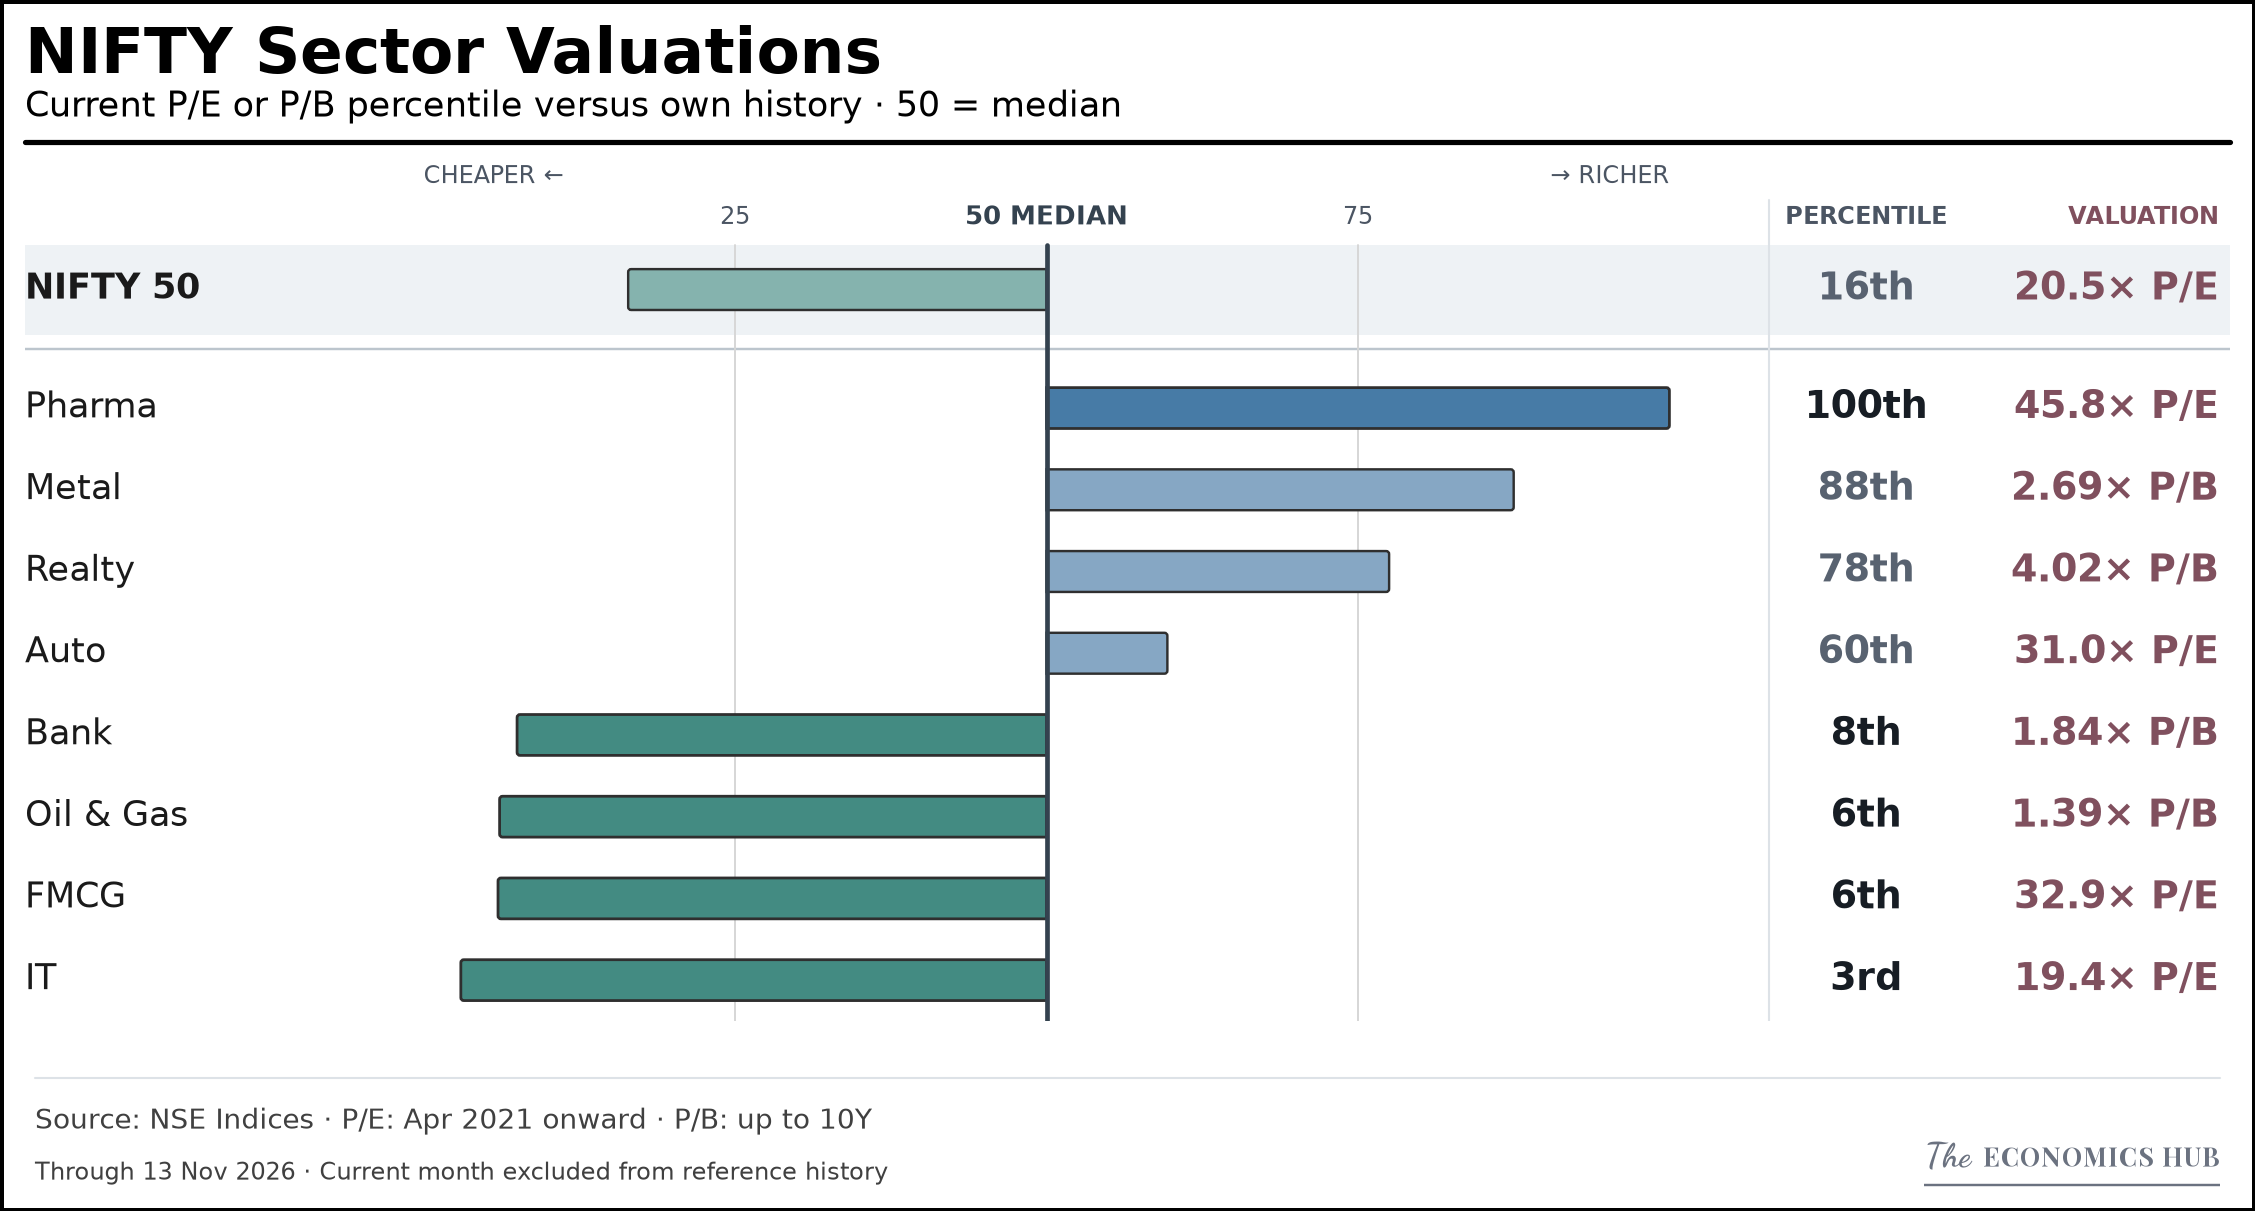 NIFTY Sector Valuations
Current P/E or P/B percentile versus own history · 50 = median
CHEAPER ← → RICHER
25 50 MEDIAN 75 PERCENTILE VALUATION
NIFTY 50 16th 20.5× P/E
Pharma 100th 45.8× P/E
Metal 88th 2.69× P/B
Realty 78th 4.02× P/B
Auto 60th 31.0× P/E
Bank 8th 1.84× P/B
Oil & Gas 6th 1.39× P/B
FMCG 6th 32.9× P/E
IT 3rd 19.4× P/E
Source: NSE Indices · P/E: Apr 2021 onward · P/B: up to 10Y
Through 13 Nov 2026 · Current month excluded from reference history
The ECONOMICS HUB